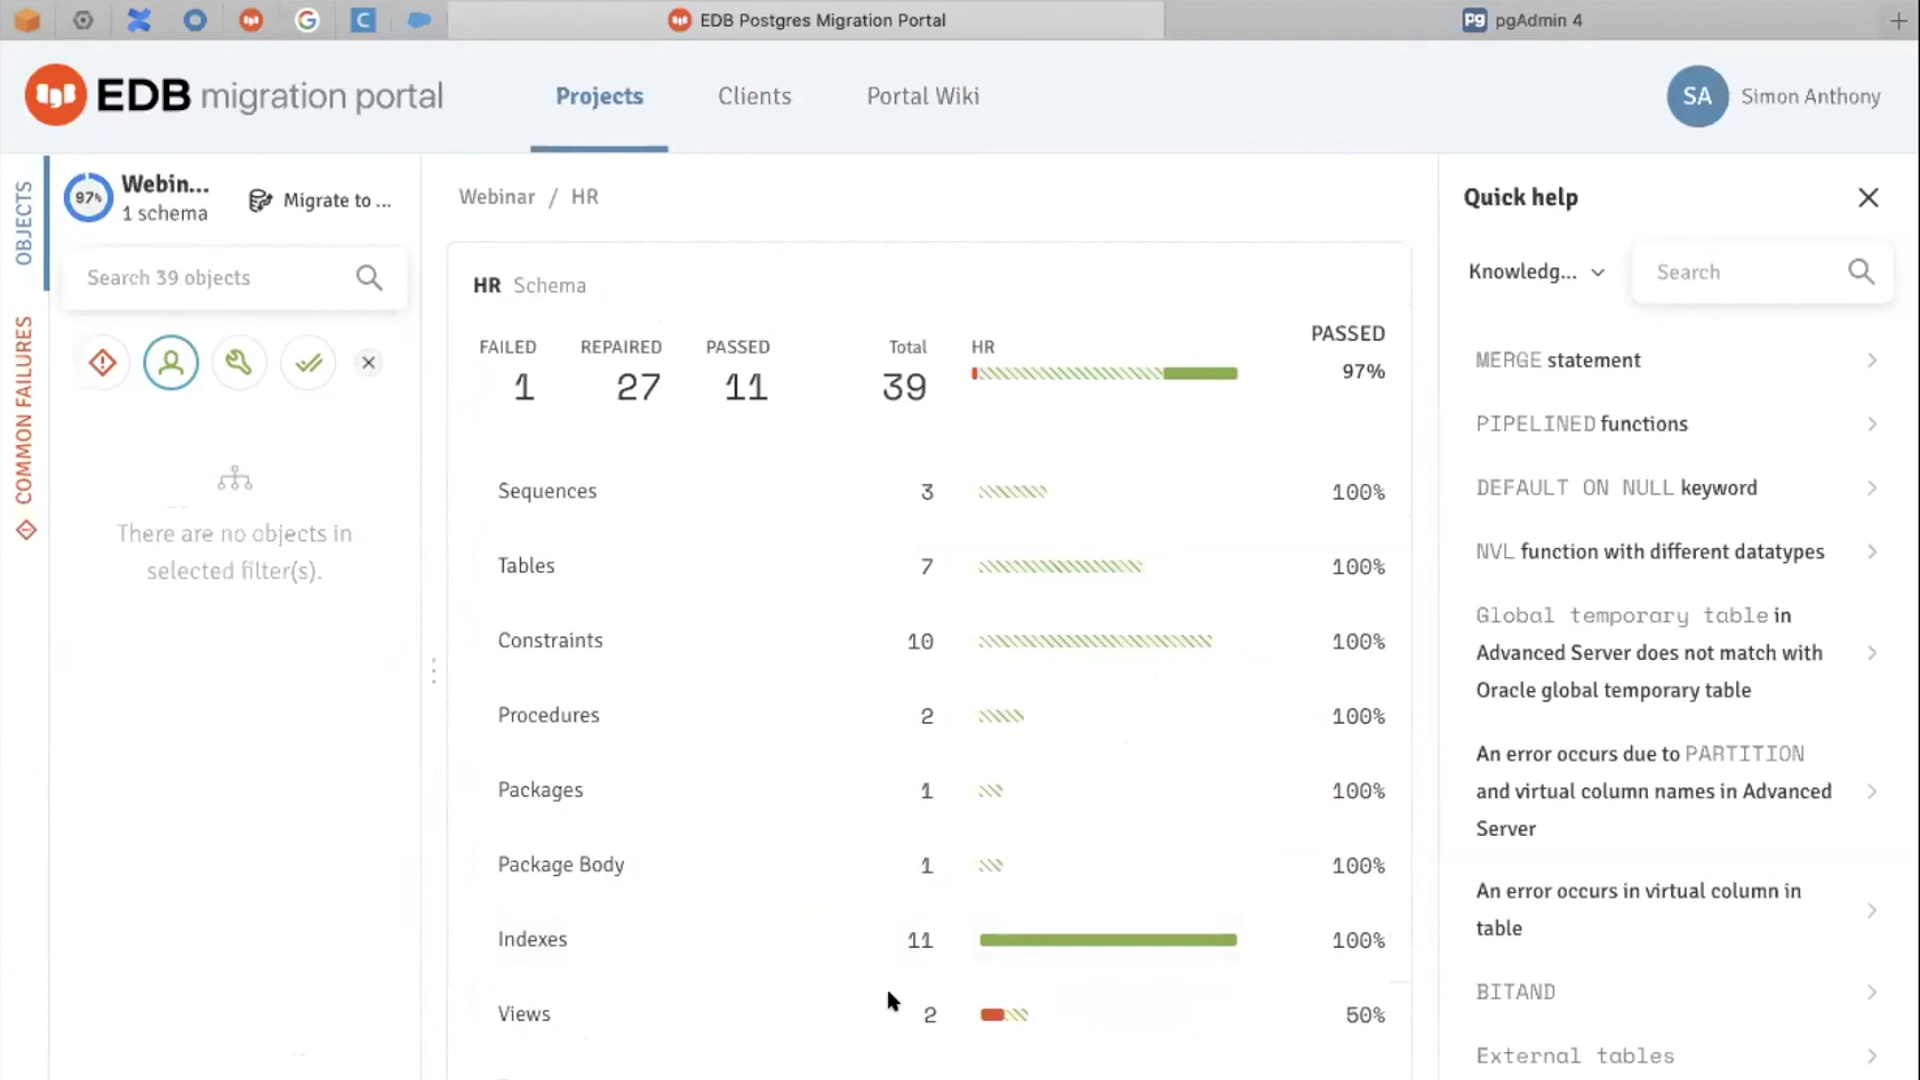 EDB Postgres Migration Portal
Pg pgAdmin 4
EDB migration portal
Projects
Clients
Portal Wiki
SA
Simon Anthony
OBJECTS
COMMON FAILURES
97%
Webin...
1 schema
Migrate to ...
Search 39 objects
There are no objects in
selected filter(s).
Webinar / HR
HR Schema
FAILED REPAIRED PASSED Total HR PASSED
1 27 11 39 97%
Sequences 3 100%
Tables 7 100%
Constraints 10 100%
Procedures 2 100%
Packages 1 100%
Package Body 1 100%
Indexes 11 100%
Views 2 50%
Quick help
Knowledg...
Search
MERGE statement
PIPELINED functions
DEFAULT ON NULL keyword
NVL function with different datatypes
Global temporary table in
Advanced Server does not match with
Oracle global temporary table
An error occurs due to PARTITION
and virtual column names in Advanced
Server
An error occurs in virtual column in
table
BITAND
External tables